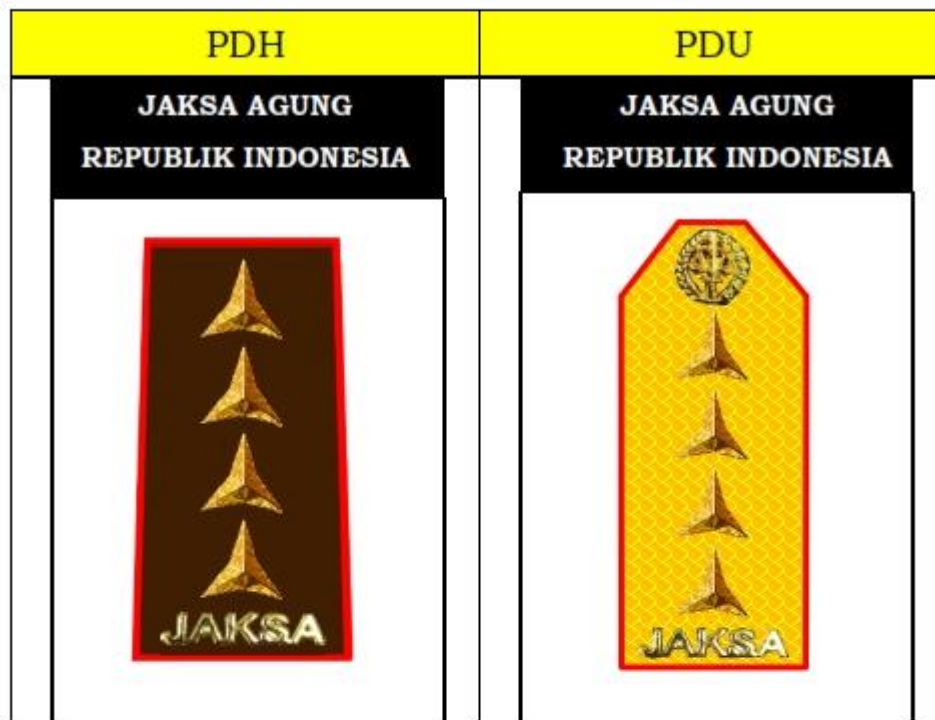 PDH
PDU
JAKSA AGUNG
REPUBLIK INDONESIA
JAKSA AGUNG
REPUBLIK INDONESIA
JAKSA
JAKSA